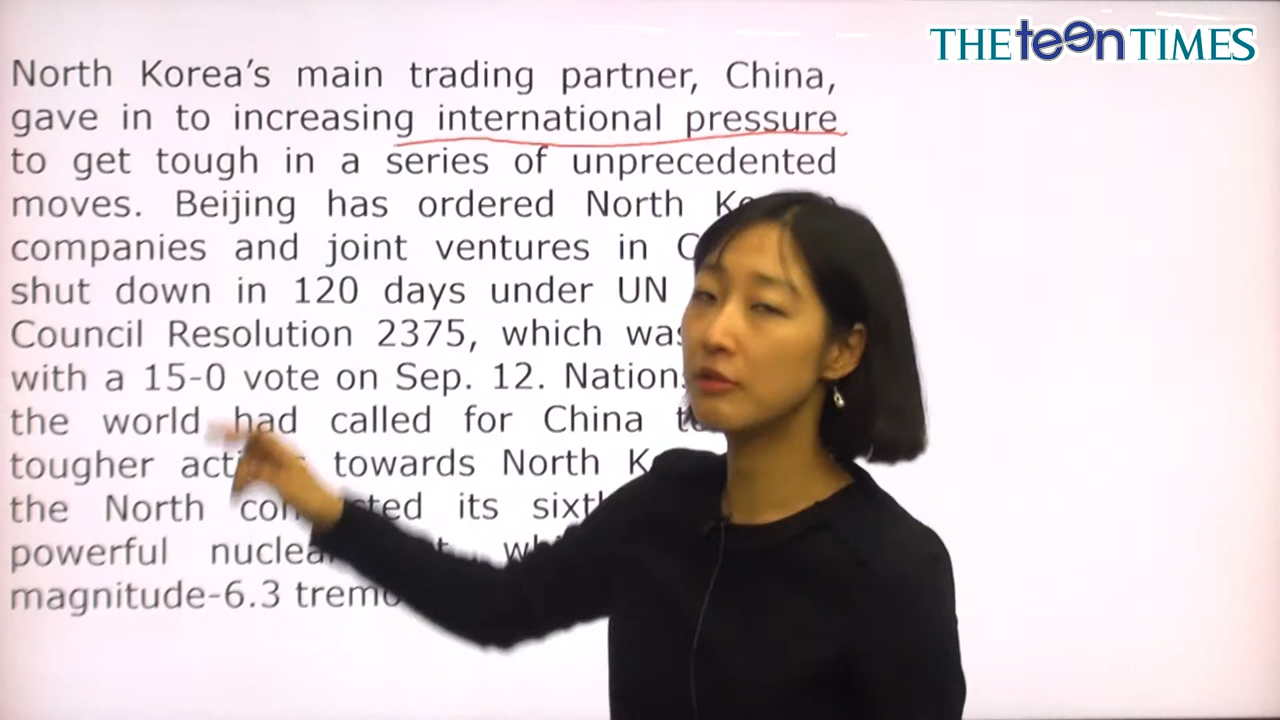 THE teen TIMES
North Korea's main trading partner, China,
gave in to increasing international pressure
to get tough in a series of unprecedented
moves. Beijing has ordered North
companies and joint ventures in
shut down in 120 days under UN
Council Resolution 2375, which was
with a 15-0 vote on Sep. 12.
the world had called for China
tougher towards North
the North its
powerful
magnitude-6.3